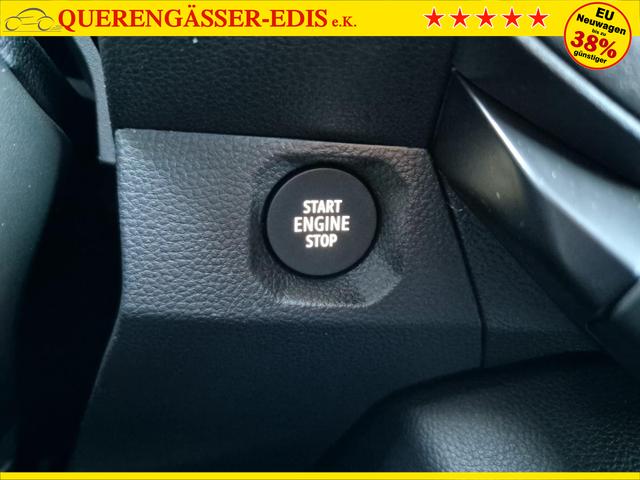 QUERENGÄSSER-EDIS e.K.
EU
Neuwagen
bis zu
38%
günstiger
START
ENGINE
STOP